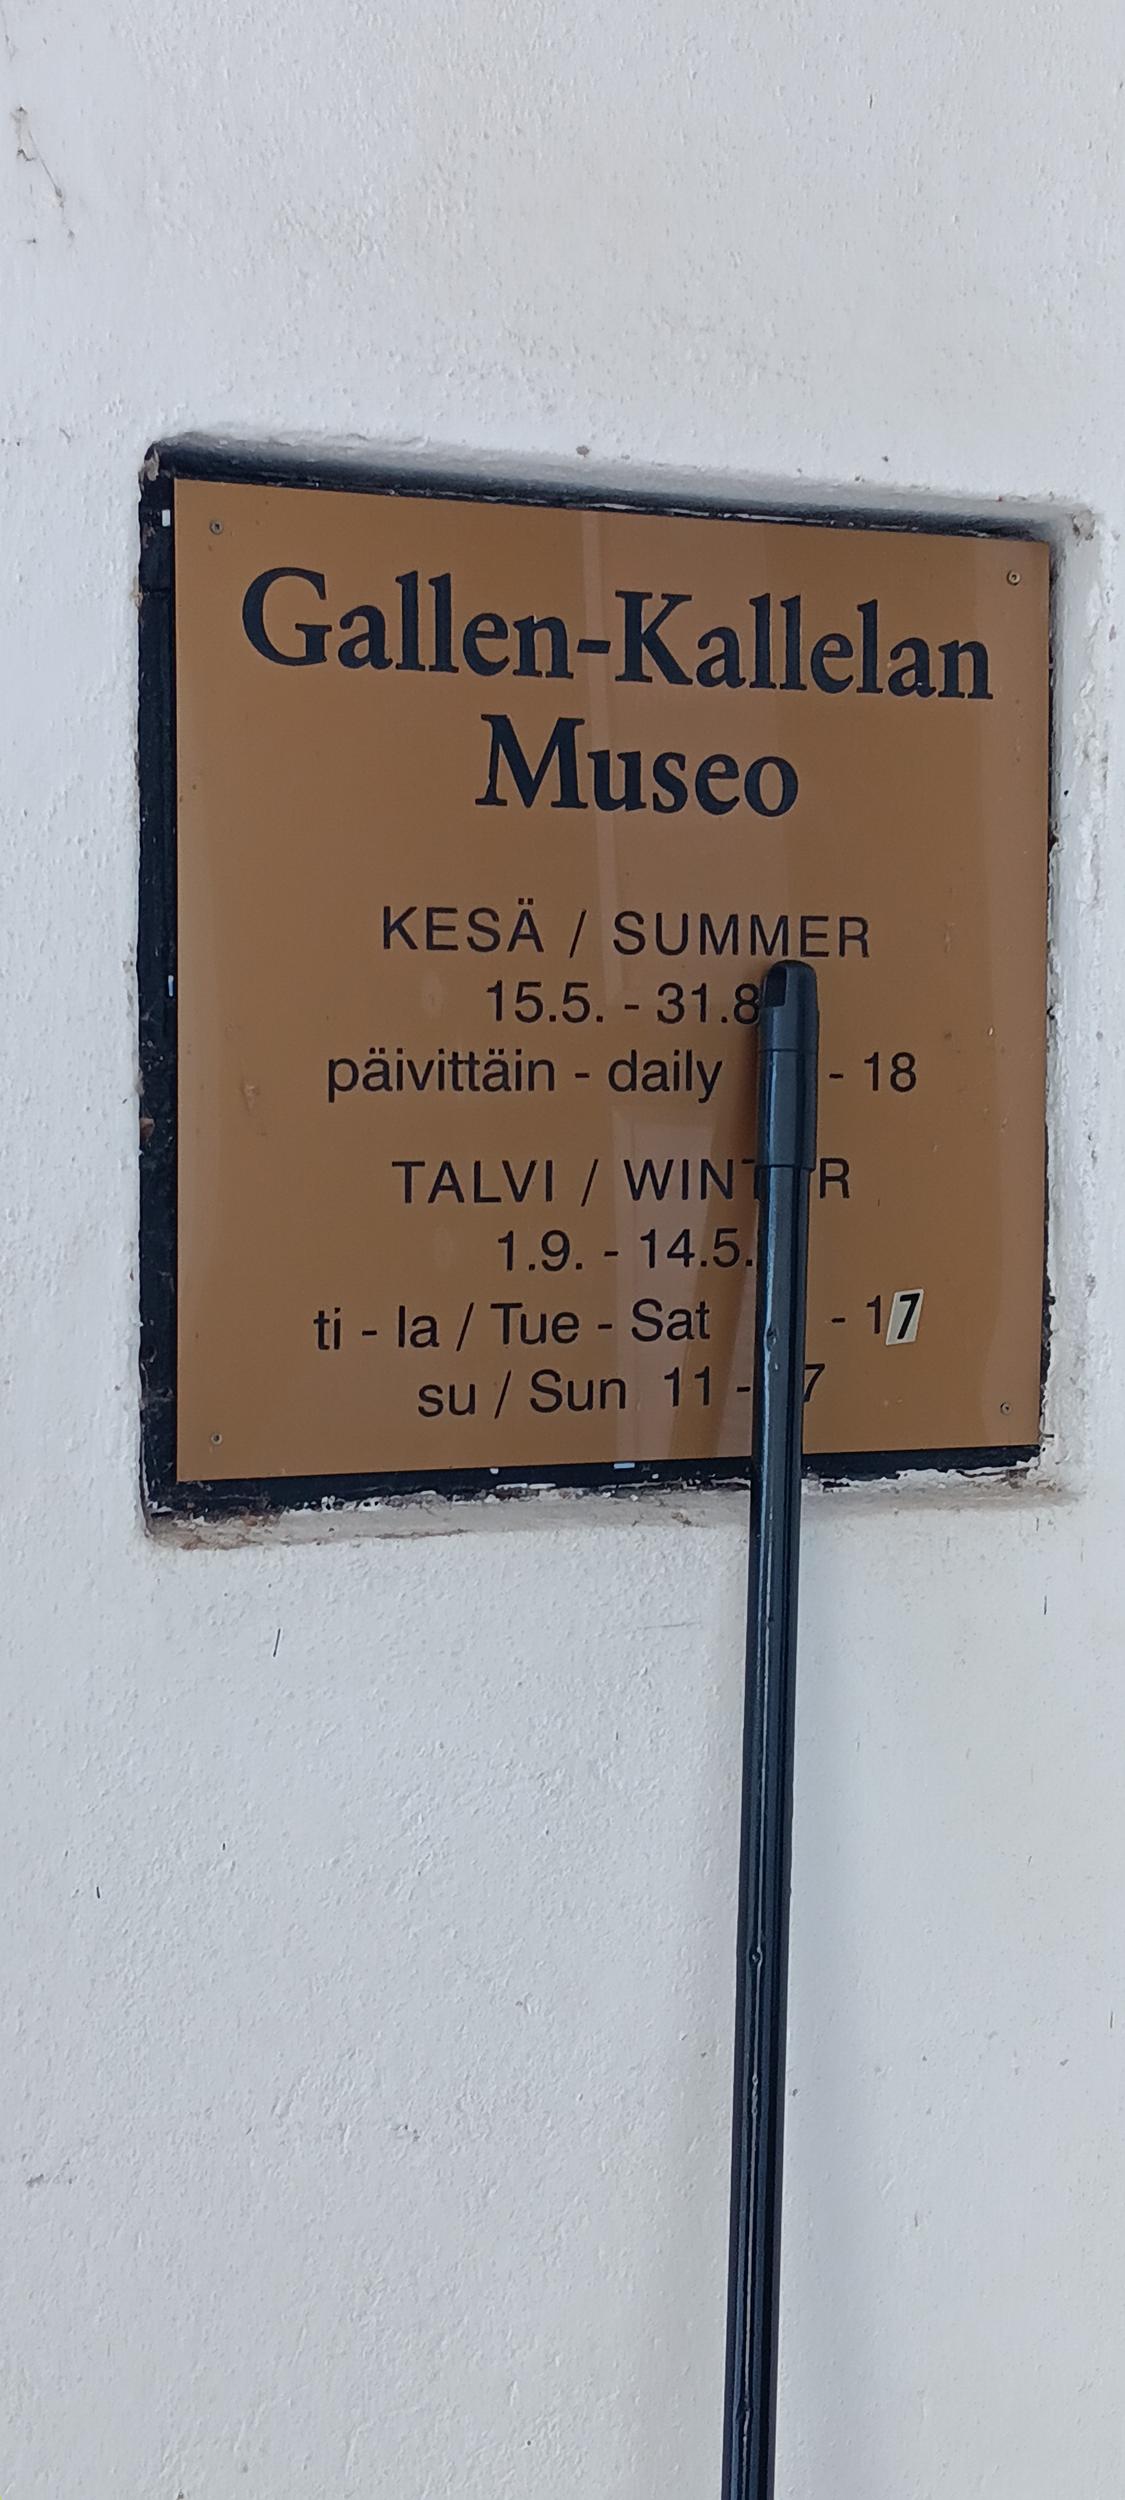 Gallen-Kallelan
Museo
KESÄ / SUMMER
15.5. - 31.8
päivittäin - daily - 18
TALVI / WINTER
1.9. - 14.5.
ti - la / Tue - Sat - 17
su / Sun 11 -